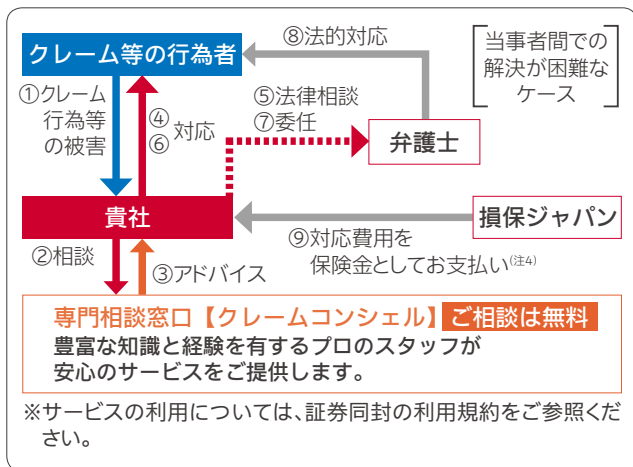 ⑧法的対応
当事者間での
解決が困難な
ケース
クレーム等の行為者
①クレーム
行為等
の被害
④
⑥
対応
⑤法律相談
⑦委任
弁護士
貴社
損保ジャパン
②相談
③アドバイス
⑨対応費用を
保険金としてお支払い(注4)
専門相談窓口【クレームコンシェル】 ご相談は無料
豊富な知識と経験を有するプロのスタッフが
安心のサービスをご提供します。
※サービスの利用については、証券同封の利用規約をご参照くだ
さい。